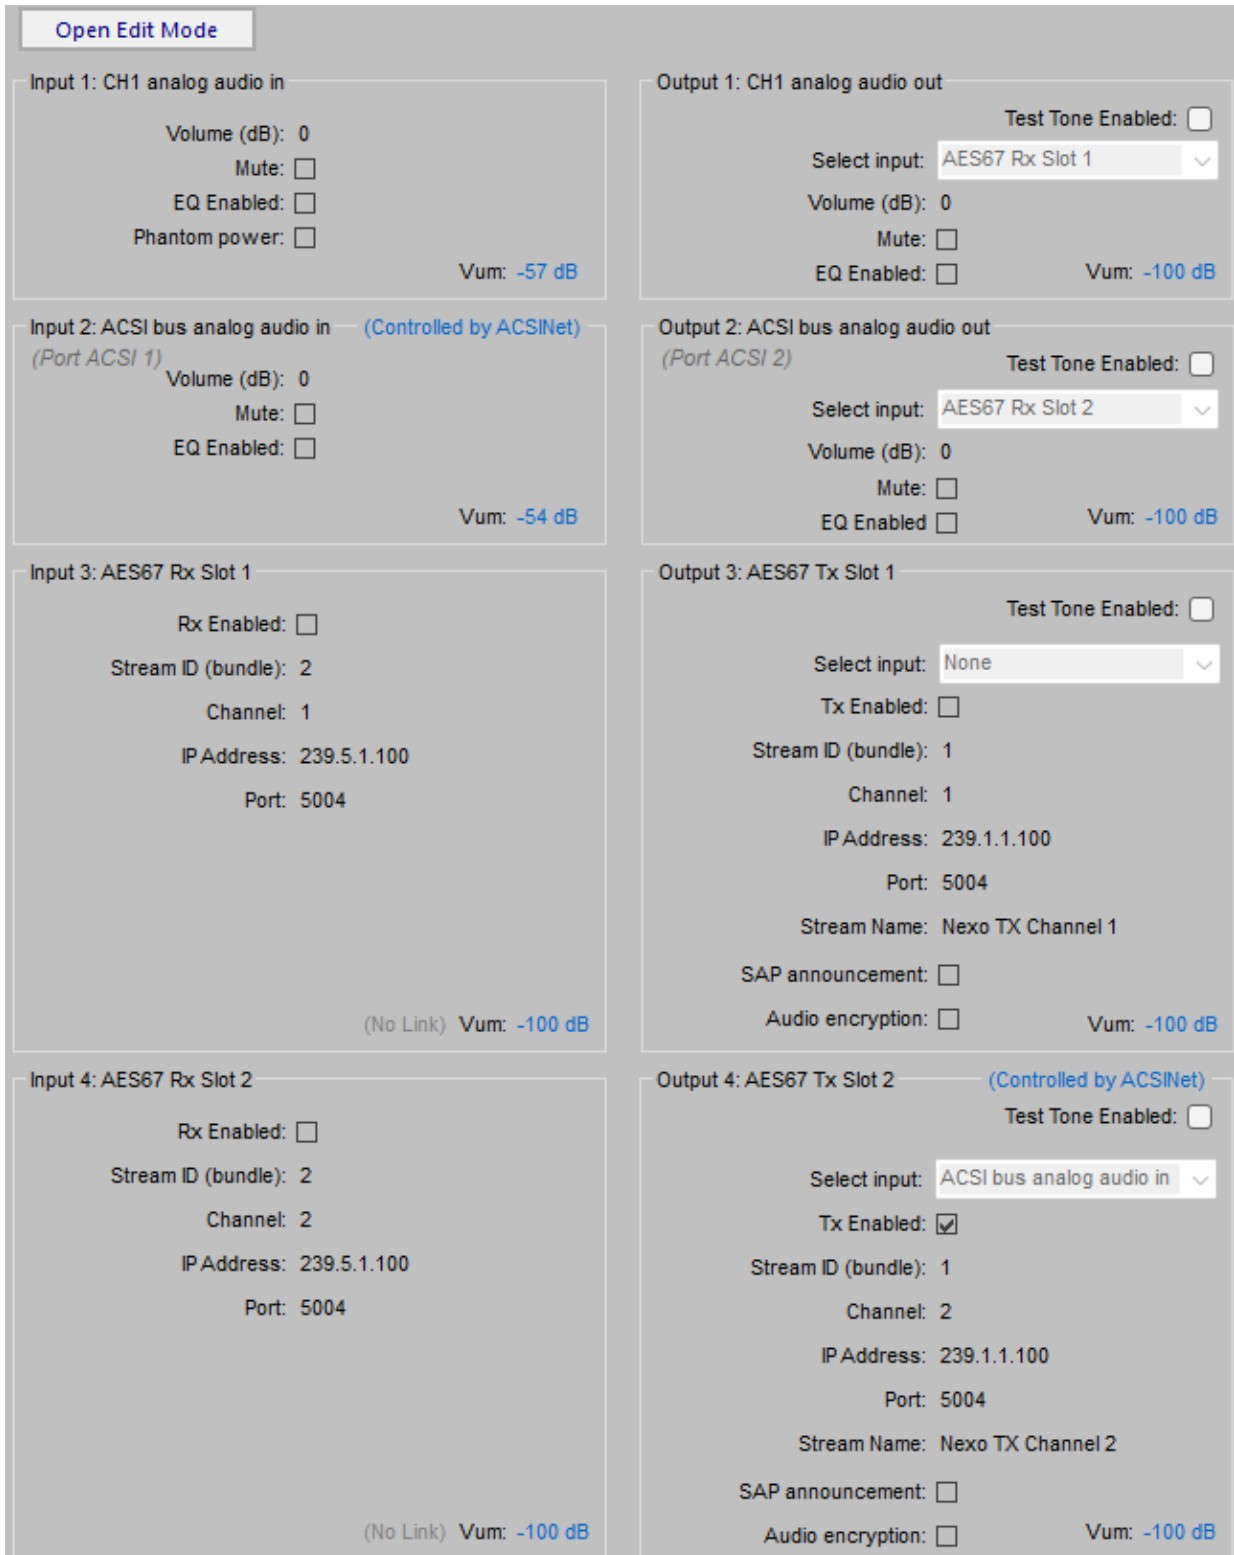 Open Edit Mode
Input 1: CH1 analog audio in
Volume (dB): 0
Mute:
EQ Enabled:
Phantom power:
Vum: -57 dB
Output 1: CH1 analog audio out
Test Tone Enabled:
Select input: AES67 Rx Slot 1
Volume (dB): 0
Mute:
EQ Enabled:
Vum: -100 dB
Input 2: ACSI bus analog audio in (Controlled by ACSINet)
(Port ACSI 1)
Volume (dB): 0
Mute:
EQ Enabled:
Vum: -54 dB
Output 2: ACSI bus analog audio out
(Port ACSI 2)
Test Tone Enabled:
Select input: AES67 Rx Slot 2
Volume (dB): 0
Mute:
EQ Enabled
Vum: -100 dB
Input 3: AES67 Rx Slot 1
Rx Enabled:
Stream ID (bundle): 2
Channel: 1
IP Address: 239.5.1.100
Port: 5004
(No Link) Vum: -100 dB
Output 3: AES67 Tx Slot 1
Test Tone Enabled:
Select input: None
Tx Enabled:
Stream ID (bundle): 1
Channel: 1
IP Address: 239.1.1.100
Port: 5004
Stream Name: Nexo TX Channel 1
SAP announcement:
Audio encryption:
Vum: -100 dB
Input 4: AES67 Rx Slot 2
Rx Enabled:
Stream ID (bundle): 2
Channel: 2
IP Address: 239.5.1.100
Port: 5004
(No Link) Vum: -100 dB
Output 4: AES67 Tx Slot 2 (Controlled by ACSINet)
Test Tone Enabled:
Select input: ACSI bus analog audio in
Tx Enabled:
Stream ID (bundle): 1
Channel: 2
IP Address: 239.1.1.100
Port: 5004
Stream Name: Nexo TX Channel 2
SAP announcement:
Audio encryption:
Vum: -100 dB